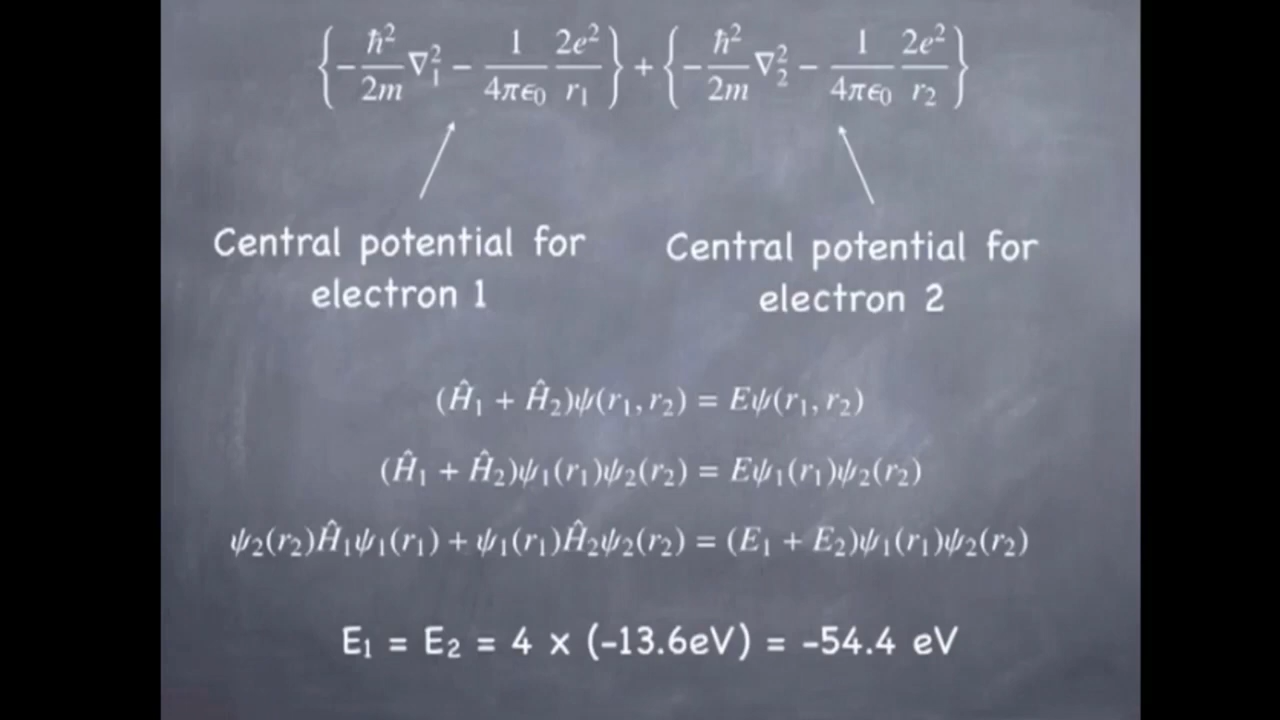 {−ħ²/2m ∇₁² − 1/4πϵ₀ 2e²/r₁} + {−ħ²/2m ∇₂² − 1/4πϵ₀ 2e²/r₂}
Central potential for
electron 1
Central potential for
electron 2
(Ĥ₁ + Ĥ₂)ψ(r₁, r₂) = Eψ(r₁, r₂)
(Ĥ₁ + Ĥ₂)ψ₁(r₁)ψ₂(r₂) = Eψ₁(r₁)ψ₂(r₂)
ψ₂(r₂)Ĥ₁ψ₁(r₁) + ψ₁(r₁)Ĥ₂ψ₂(r₂) = (E₁ + E₂)ψ₁(r₁)ψ₂(r₂)
E₁ = E₂ = 4 x (-13.6eV) = -54.4 eV